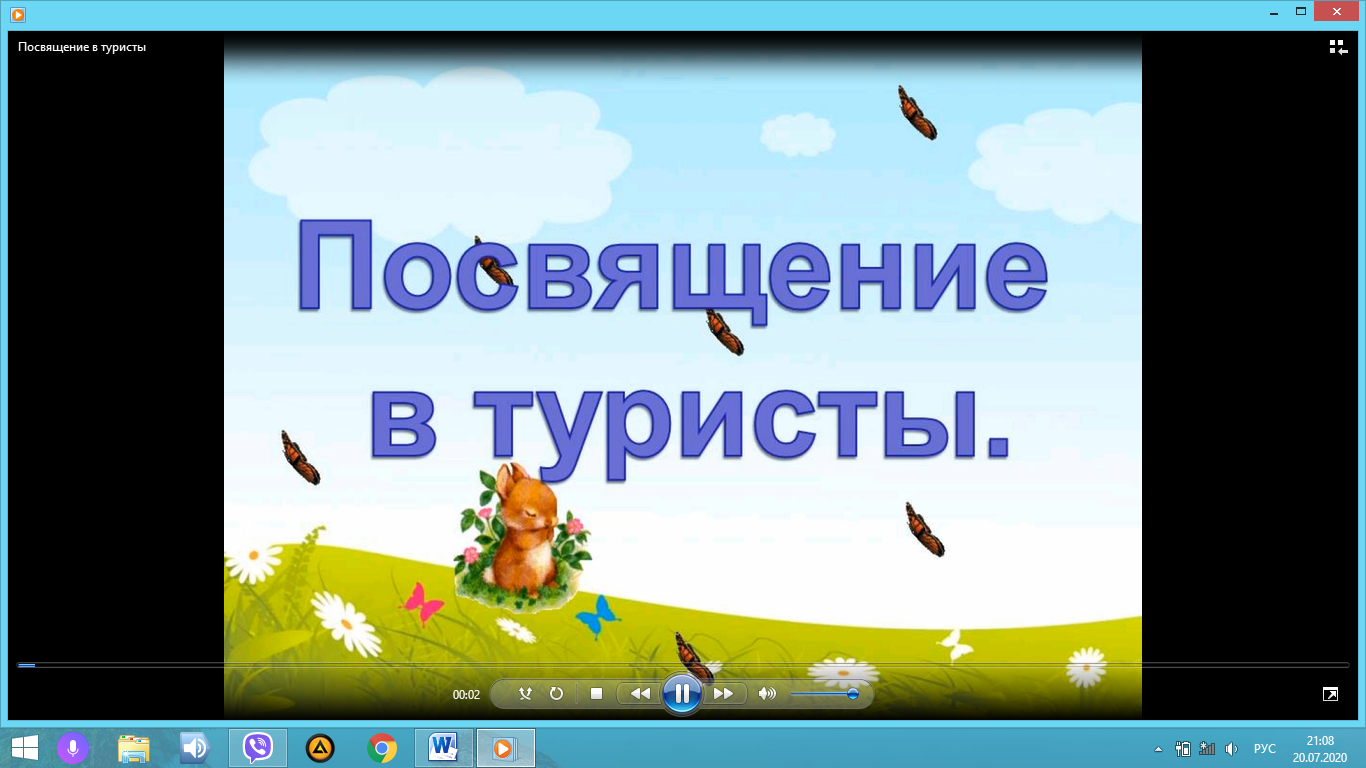 Посвящение в туристы
Посвящение
в туристы.
00:02
РУС
21:08
20.07.2020